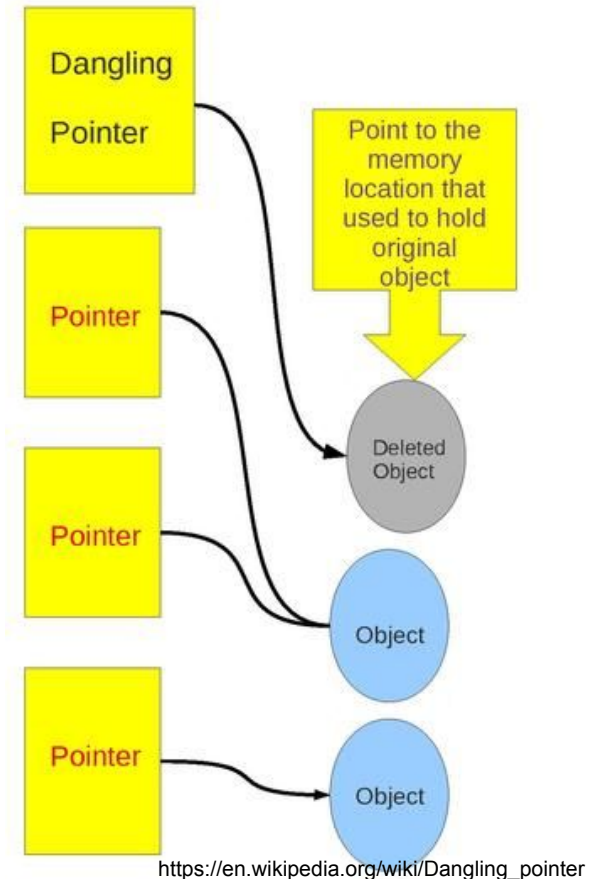 Dangling
Pointer
Point to the
memory
location that
used to hold
original
object
Pointer
Deleted
Object
Pointer
Object
Pointer
Object
https://en.wikipedia.org/wiki/Dangling_pointer